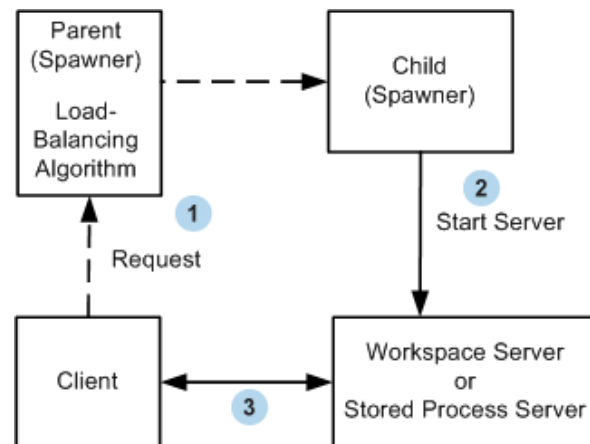 Parent
(Spawner)
Load-
Balancing
Algorithm
Child
(Spawner)
1
2
Start Server
Request
Client
3
Workspace Server
or
Stored Process Server